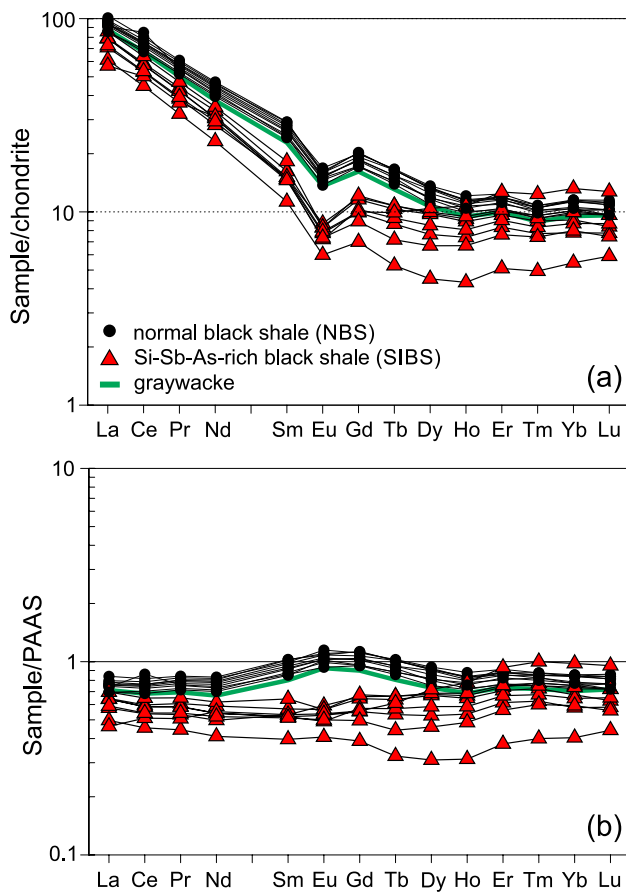 100
10
1
Sample/chondrite
normal black shale (NBS)
Si-Sb-As-rich black shale (SIBS)
graywacke
(a)
La Ce Pr Nd Sm Eu Gd Tb Dy Ho Er Tm Yb Lu
10
1
0.1
Sample/PAAS
(b)
La Ce Pr Nd Sm Eu Gd Tb Dy Ho Er Tm Yb Lu